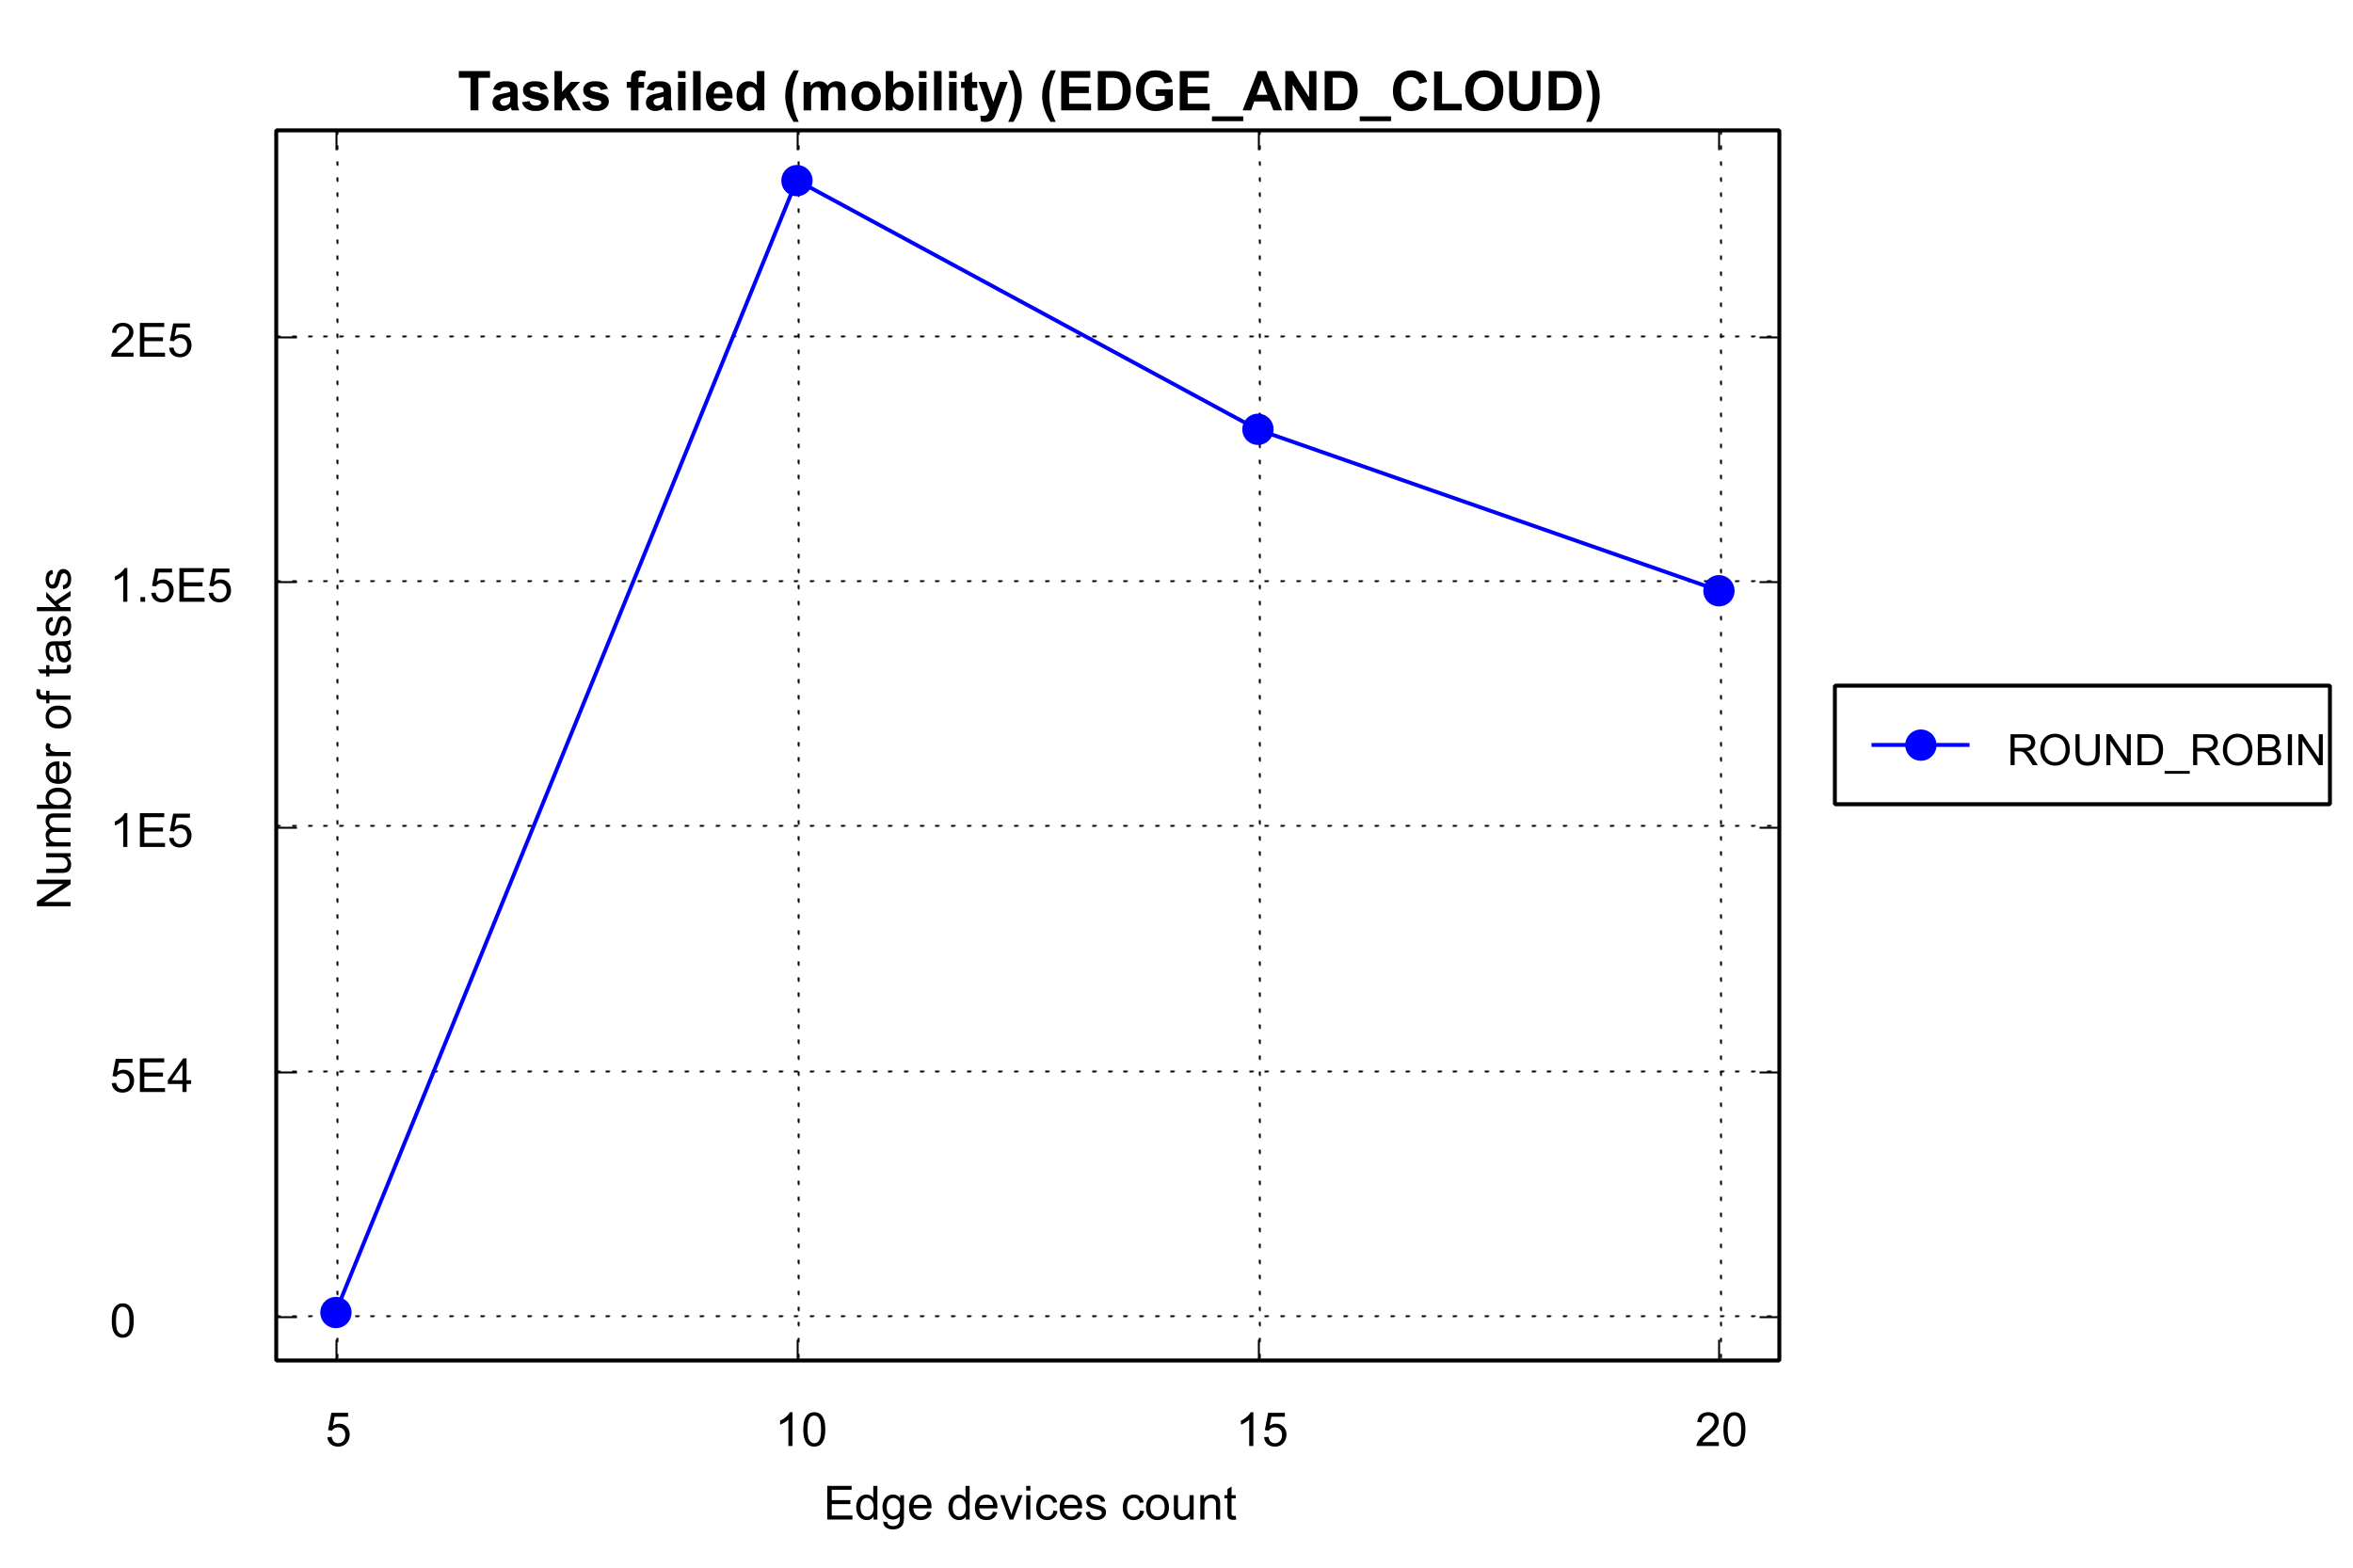 Tasks failed (mobility) (EDGE_AND_CLOUD)
2E5
1.5E5
1E5
5E4
0
Number of tasks
5
10
15
20
Edge devices count
ROUND_ROBIN